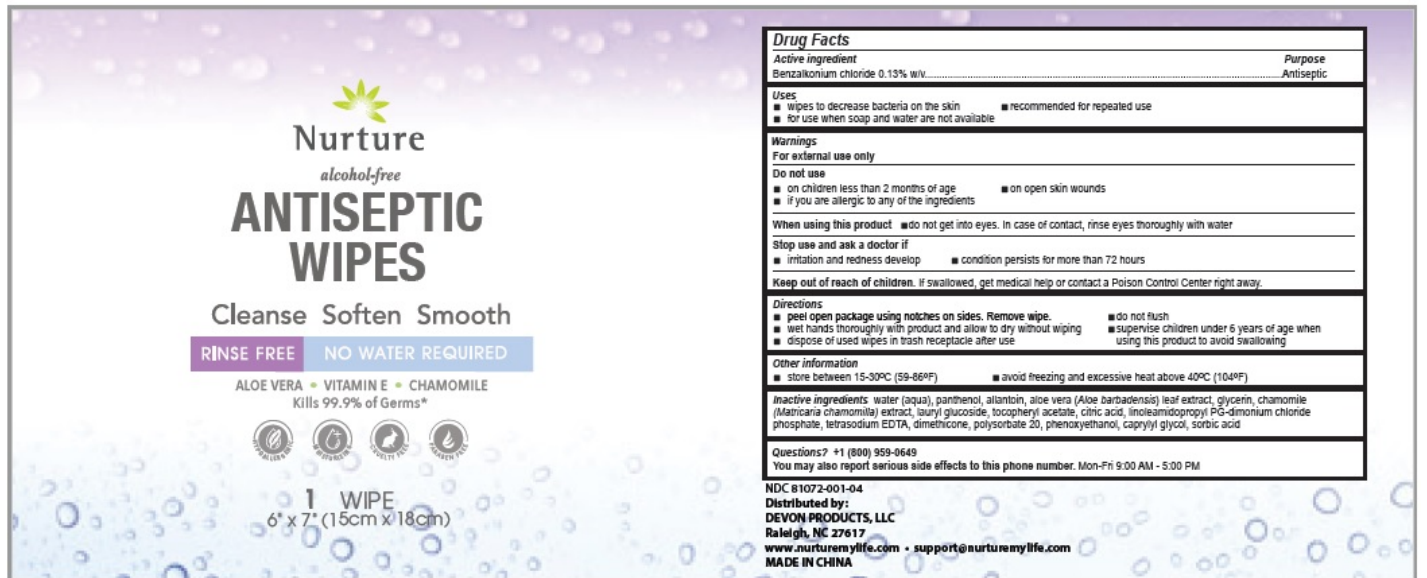 Nurture
alcohol-free
ANTISEPTIC
WIPES
Cleanse Soften Smooth
RINSE FREE NO WATER REQUIRED
ALOE VERA • VITAMIN E • CHAMOMILE
Kills 99.9% of Germs*
HYPOALLERGENIC
CRUELTY FREE
PARABEN FREE
1 WIPE
6" x 7" (15cm x 18cm)
Drug Facts
Active ingredient Purpose
Benzalkonium chloride 0.13% w/v Antiseptic
Uses
■ wipes to decrease bacteria on the skin ■ recommended for repeated use
■ for use when soap and water are not available
Warnings
For external use only
Do not use
■ on children less than 2 months of age ■ on open skin wounds
■ if you are allergic to any of the ingredients
When using this product ■ do not get into eyes. In case of contact, rinse eyes thoroughly with water
Stop use and ask a doctor if
■ irritation and redness develop ■ condition persists for more than 72 hours
Keep out of reach of children. If swallowed, get medical help or contact a Poison Control Center right away.
Directions
■ peel open package using notches on sides. Remove wipe. ■ do not flush
■ wet hands thoroughly with product and allow to dry without wiping ■ supervise children under 6 years of age when
■ dispose of used wipes in trash receptacle after use using this product to avoid swallowing
Other information
■ store between 15-30ºC (59-86ºF) ■ avoid freezing and excessive heat above 40ºC (104ºF)
Inactive ingredients water (aqua), panthenol, allantoin, aloe vera (Aloe barbadensis) leaf extract, glycerin, chamomile
(Matricaria chamomilla) extract, lauryl glucoside, tocopheryl acetate, citric acid, linoleamidopropyl PG-dimonium chloride
phosphate, tetrasodium EDTA, dimethicone, polysorbate 20, phenoxyethanol, caprylyl glycol, sorbic acid
Questions? +1 (800) 959-0649
You may also report serious side effects to this phone number. Mon-Fri 9:00 AM - 5:00 PM
NDC 81072-001-04
Distributed by:
DEVON PRODUCTS, LLC
Raleigh, NC 27617
www.nurturemylife.com • support@nurturemylife.com
MADE IN CHINA